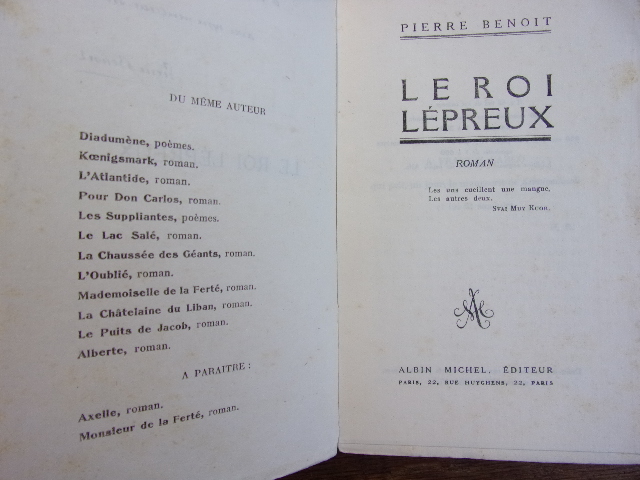 DU MÊME AUTEUR
Diadumène, poèmes.
Kœnigsmark, roman.
L'Atlantide, roman.
Pour Don Carlos, roman.
Les Suppliantes, poèmes.
Le Lac Salé, roman.
La Chaussée des Géants, roman.
L'Oublié, roman.
Mademoiselle de la Ferté, roman.
La Châtelaine du Liban, roman.
Le Puits de Jacob, roman.
Alberte, roman.
A PARAITRE :
Axelle, roman.
Monsieur de la Ferté, roman.
PIERRE BENOIT
LE ROI
LÉPREUX
ROMAN
Les uns cueillent une mangue,
Les autres deux.
SVAI MUY KUOR.
ALBIN MICHEL, ÉDITEUR
PARIS, 22, RUE HUYGHENS, 22, PARIS